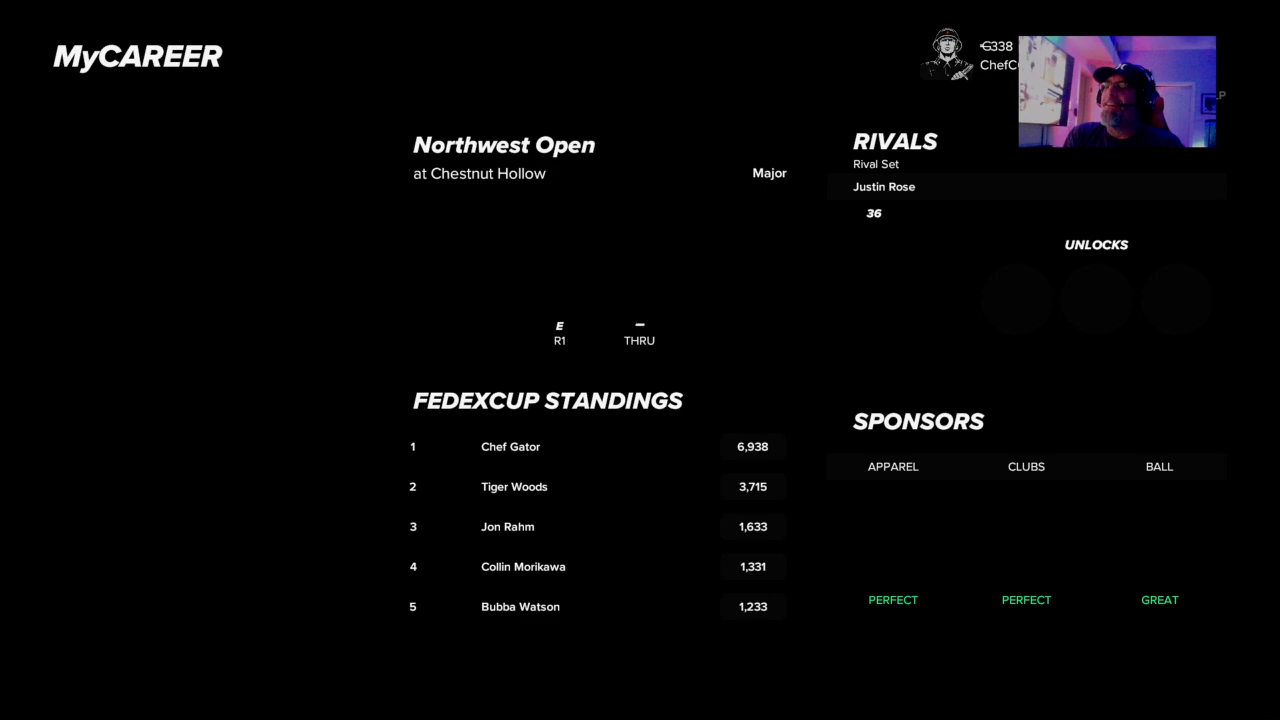 MyCAREER
G338
Northwest Open
at Chestnut Hollow
Major
E
R1
THRU
FEDEXCUP STANDINGS
1 Chef Gator 6,938
2 Tiger Woods 3,715
3 Jon Rahm 1,633
4 Collin Morikawa 1,331
5 Bubba Watson 1,233
RIVALS
Rival Set
Justin Rose
36
UNLOCKS
SPONSORS
APPAREL CLUBS BALL
PERFECT PERFECT GREAT